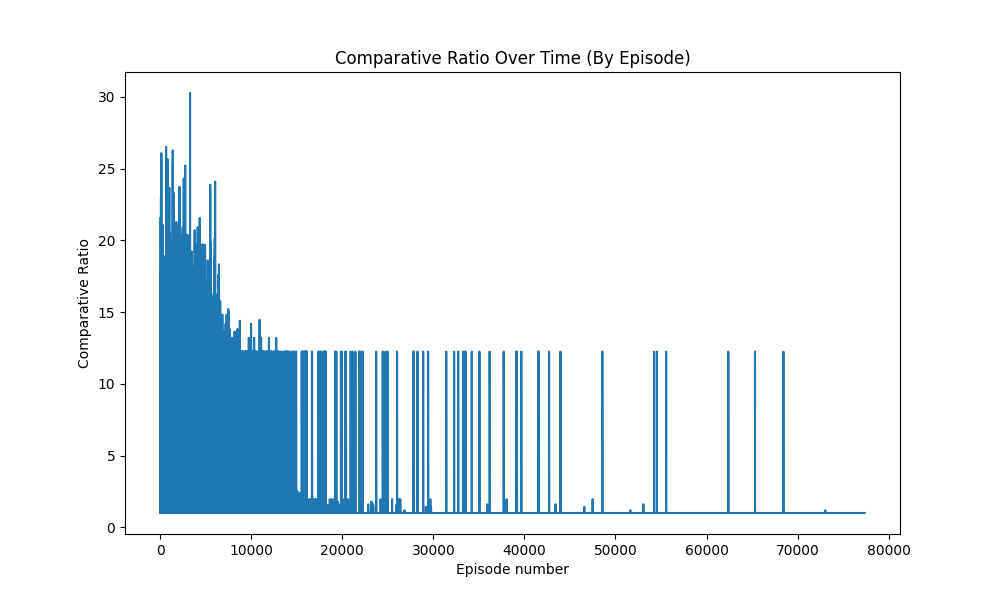 Comparative Ratio Over Time (By Episode)
Comparative Ratio
30
25
20
15
10
5
0
0 10000 20000 30000 40000 50000 60000 70000 80000
Episode number